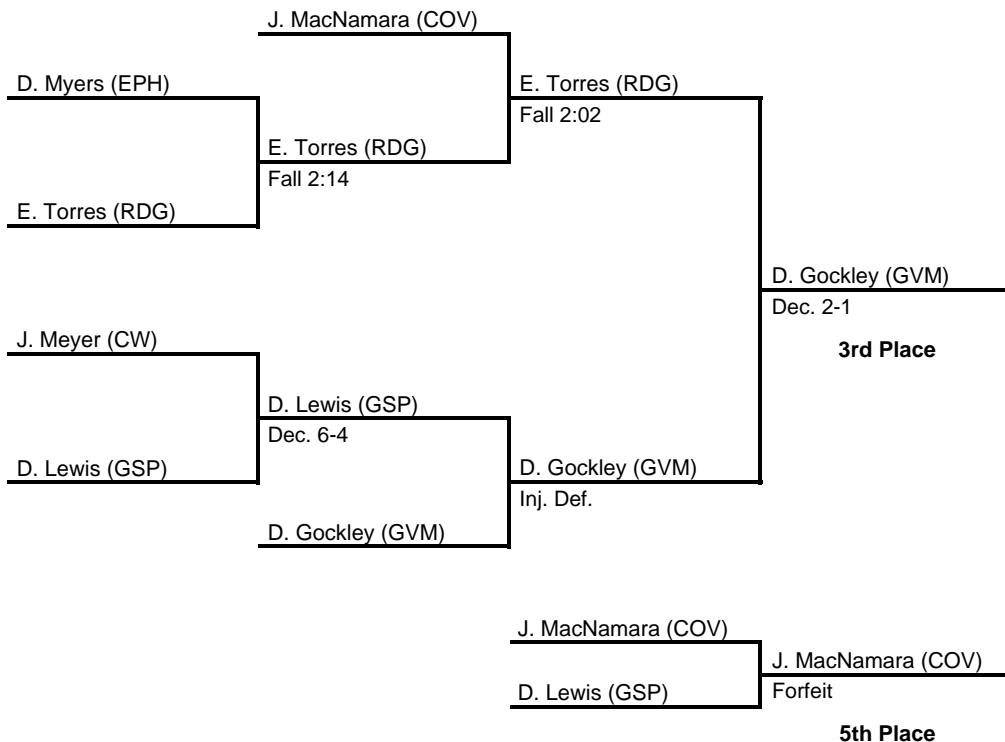 J. MacNamara (COV)
D. Myers (EPH)
E. Torres (RDG)
Fall 2:02
E. Torres (RDG)
Fall 2:14
E. Torres (RDG)
D. Gockley (GVM)
Dec. 2-1
3rd Place
J. Meyer (CW)
D. Lewis (GSP)
Dec. 6-4
D. Lewis (GSP)
D. Gockley (GVM)
Inj. Def.
D. Gockley (GVM)
J. MacNamara (COV)
J. MacNamara (COV)
Forfeit
D. Lewis (GSP)
5th Place